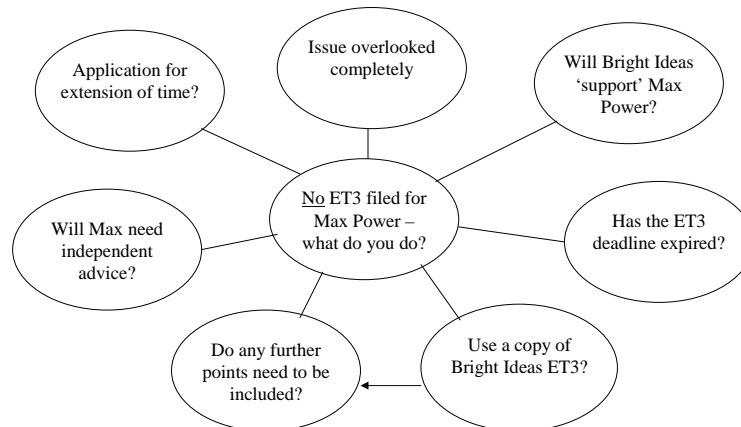 Issue overlooked
completely
Application for
extension of time?
Will Bright Ideas
‘support’ Max
Power?
No ET3 filed for
Max Power –
what do you do?
Will Max need
independent
advice?
Has the ET3
deadline expired?
Do any further
points need to be
included?
Use a copy of
Bright Ideas ET3?